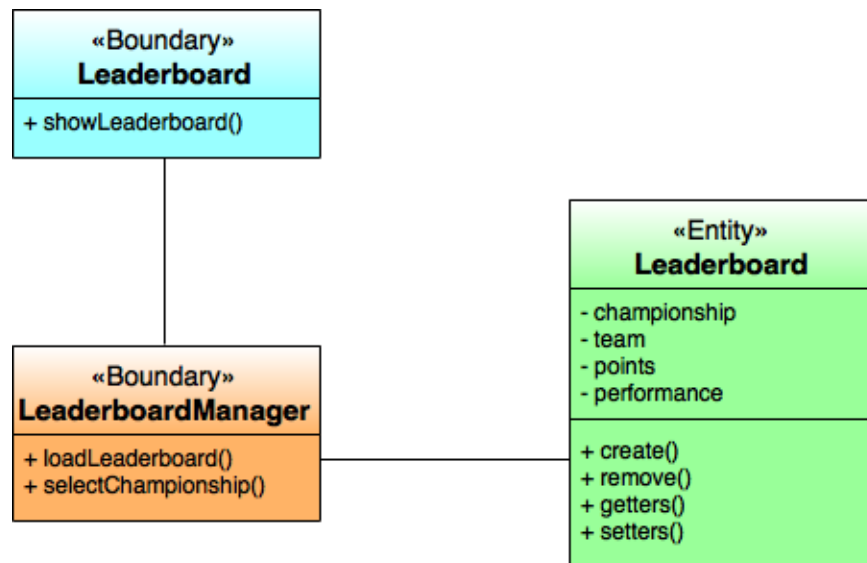 «Boundary»
Leaderboard
+ showLeaderboard()
«Boundary»
LeaderboardManager
+ loadLeaderboard()
+ selectChampionship()
«Entity»
Leaderboard
- championship
- team
- points
- performance
+ create()
+ remove()
+ getters()
+ setters()